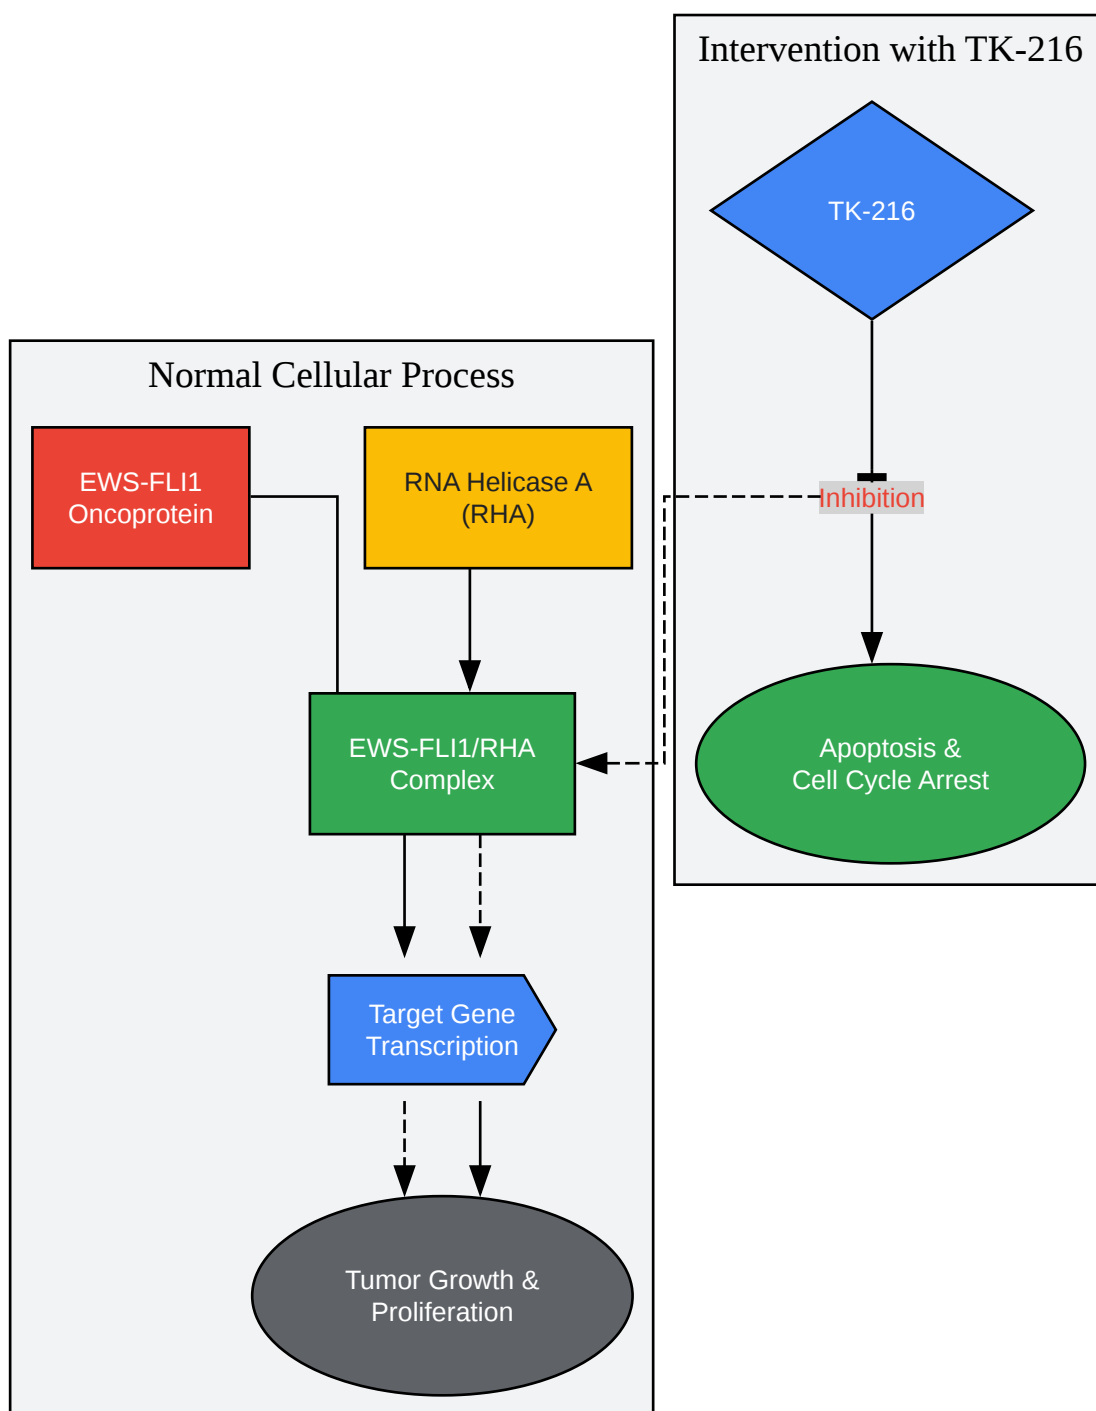 Intervention with TK-216
TK-216
Normal Cellular Process
EWS-FLI1
Oncoprotein
RNA Helicase A
(RHA)
Inhibition
EWS-FLI1/RHA
Complex
Apoptosis &
Cell Cycle Arrest
Target Gene
Transcription
Tumor Growth &
Proliferation